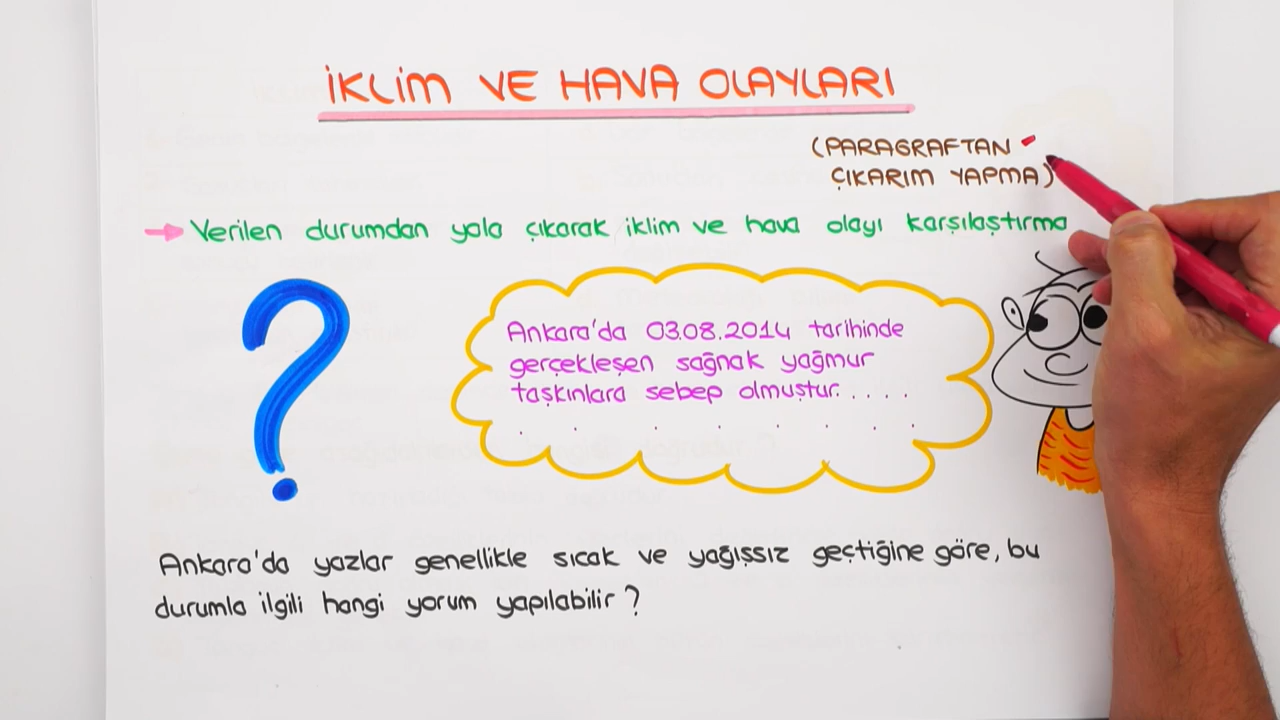 İKLİM VE HAVA OLAYLARI
(PARAGRAFTAN
ÇIKARIM YAPMA)
Verilen durumdan yola çıkarak iklim ve hava olayı karşılaştırma
Ankara'da 03.08.2014 tarihinde
gerçekleşen sağnak yağmur
taşkınlara sebep olmuştur. . . . .
. . . . . . . .
Ankara'da yazlar genellikle sıcak ve yağışsız geçtiğine göre, bu
durumla ilgili hangi yorum yapılabilir?